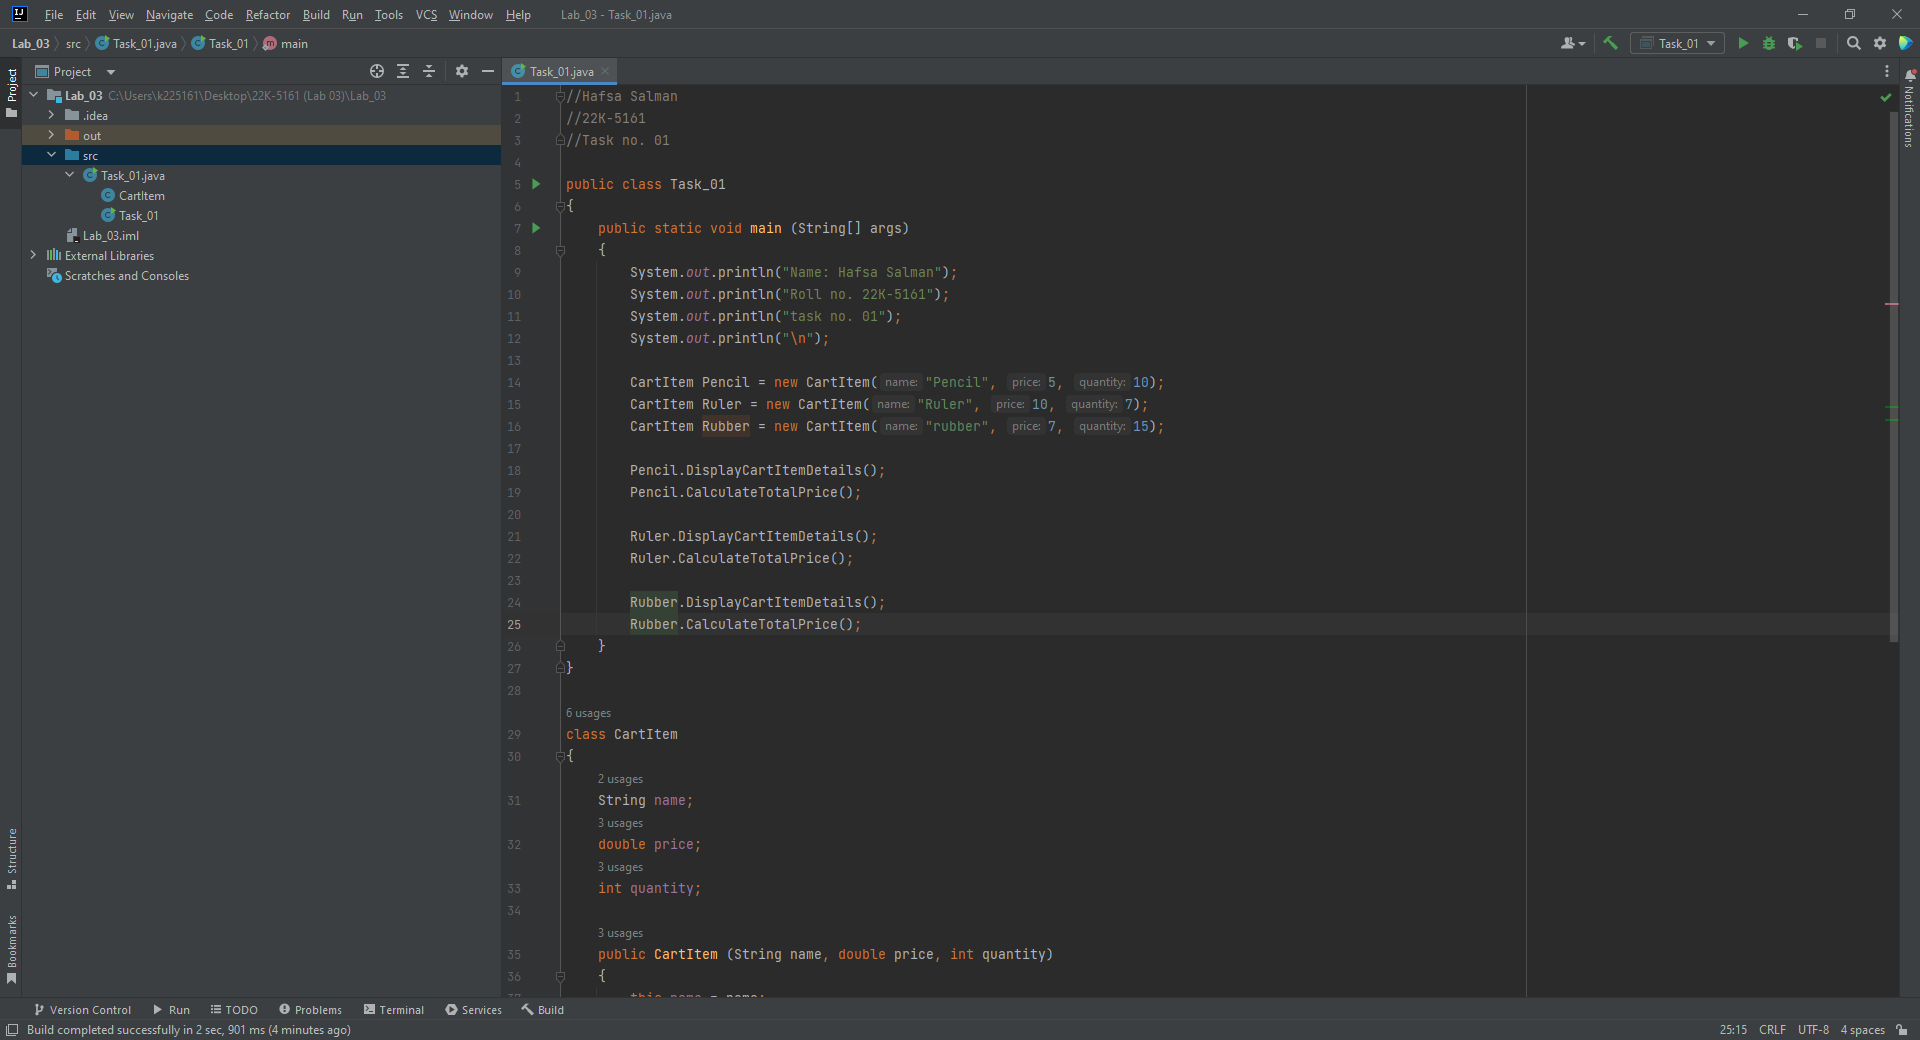 File Edit View Navigate Code Refactor Build Run Tools VCS Window Help Lab_03 - Task_01.java
Lab_03 src Task_01.java Task_01 main
Task_01
Project
Task_01.java
Project
Lab_03 C:\Users\k225161\Desktop\22K-5161 (Lab 03)\Lab_03
.idea
out
src
Task_01.java
CartItem
Task_01
Lab_03.iml
External Libraries
Scratches and Consoles
Structure
Bookmarks
Notifications
1 //Hafsa Salman
2 //22K-5161
3 //Task no. 01
4
5 public class Task_01
6 {
7 public static void main (String[] args)
8 {
9 System.out.println("Name: Hafsa Salman");
10 System.out.println("Roll no. 22K-5161");
11 System.out.println("task no. 01");
12 System.out.println("\n");
13
14 CartItem Pencil = new CartItem( name: "Pencil", price: 5, quantity: 10);
15 CartItem Ruler = new CartItem( name: "Ruler", price: 10, quantity: 7);
16 CartItem Rubber = new CartItem( name: "rubber", price: 7, quantity: 15);
17
18 Pencil.DisplayCartItemDetails();
19 Pencil.CalculateTotalPrice();
20
21 Ruler.DisplayCartItemDetails();
22 Ruler.CalculateTotalPrice();
23
24 Rubber.DisplayCartItemDetails();
25 Rubber.CalculateTotalPrice();
26 }
27 }
28
6 usages
29 class CartItem
30 {
2 usages
31 String name;
3 usages
32 double price;
3 usages
33 int quantity;
34
3 usages
35 public CartItem (String name, double price, int quantity)
36 {
37 this.name = name;
Version Control Run TODO Problems Terminal Services Build
Build completed successfully in 2 sec, 901 ms (4 minutes ago) 25:15 CRLF UTF-8 4 spaces